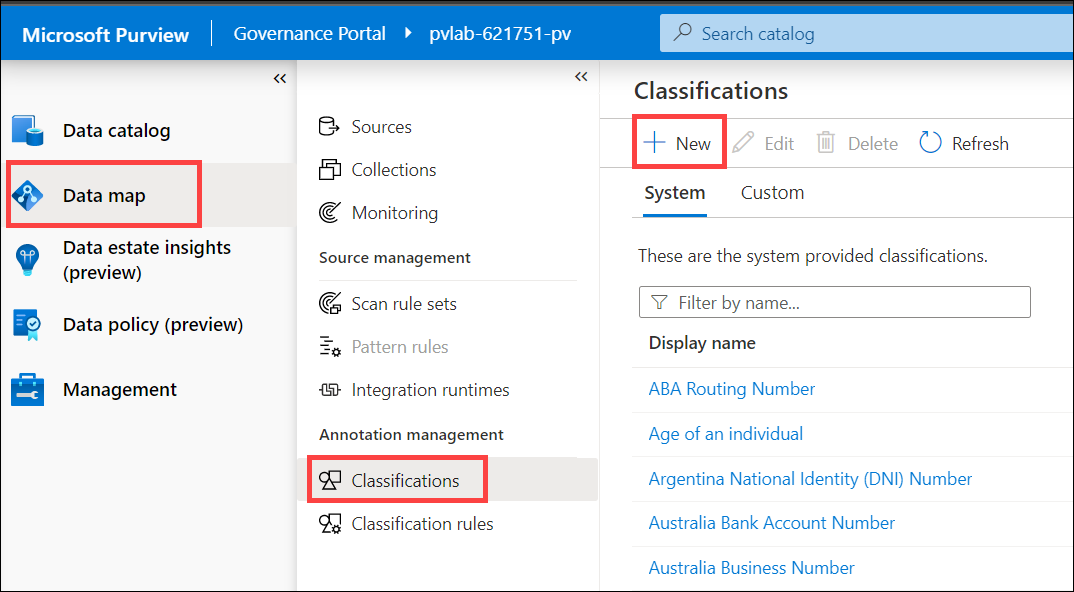 Microsoft Purview
Governance Portal
pvlab-621751-pv
Search catalog
Data catalog
Data map
Data estate insights
(preview)
Data policy (preview)
Management
Sources
Collections
Monitoring
Source management
Scan rule sets
Pattern rules
Integration runtimes
Annotation management
Classifications
Classification rules
Classifications
New
Edit
Delete
Refresh
System
Custom
These are the system provided classifications.
Filter by name...
Display name
ABA Routing Number
Age of an individual
Argentina National Identity (DNI) Number
Australia Bank Account Number
Australia Business Number